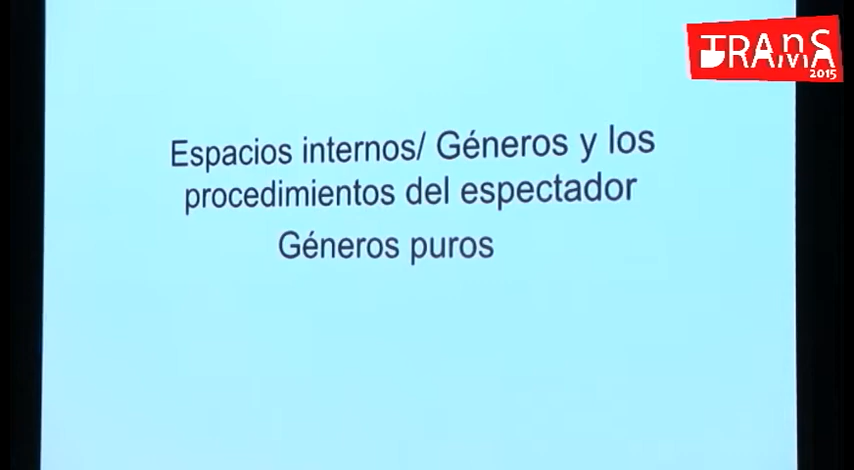 TRANS
DRAMA
2015
Espacios internos/ Géneros y los
procedimientos del espectador
Géneros puros